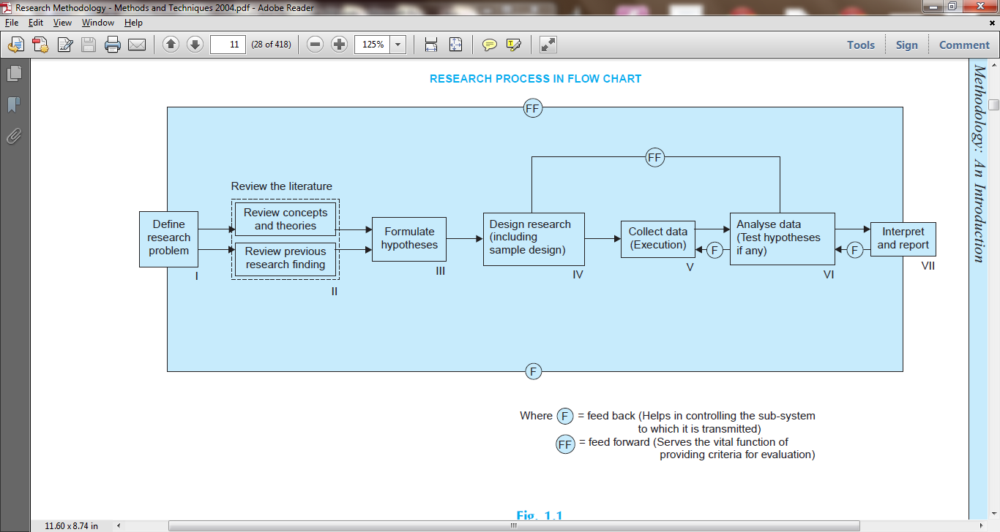 Research Methodology - Methods and Techniques 2004.pdf - Adobe Reader
File Edit View Window Help
11 (28 of 418) 125% Tools Sign Comment
RESEARCH PROCESS IN FLOW CHART
FF
FF
Review the literature
Define
research
problem
I
Review concepts
and theories
Review previous
research finding
II
Formulate
hypotheses
III
Design research
(including
sample design)
IV
Collect data
(Execution)
V
F
Analyse data
(Test hypotheses
if any)
VI
F
Interpret
and report
VII
F
Where F = feed back (Helps in controlling the sub-system
to which it is transmitted)
FF = feed forward (Serves the vital function of
providing criteria for evaluation)
Fig. 1.1
Methodology: An Introduction
11.60 x 8.74 in